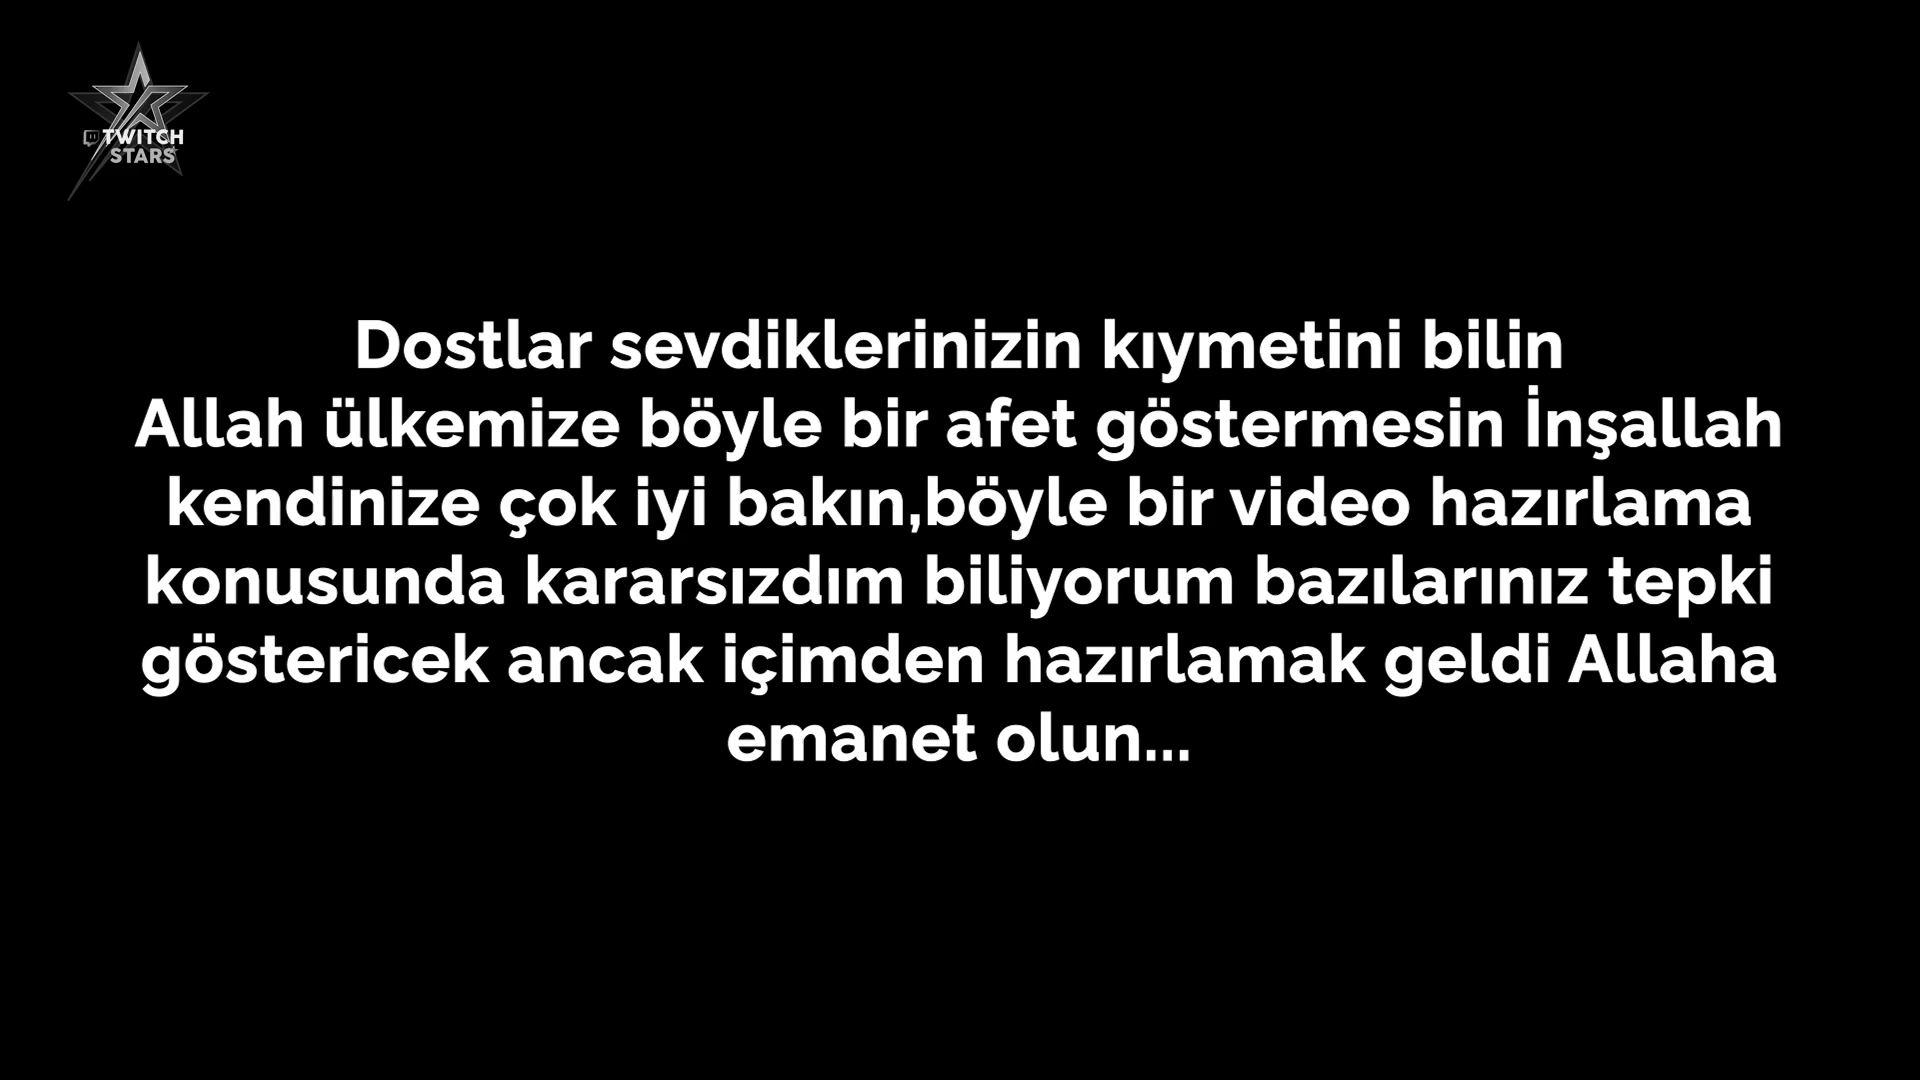 TWITCH
STARS
Dostlar sevdiklerinizin kıymetini bilin
Allah ülkemize böyle bir afet göstermesin İnşallah
kendinize çok iyi bakın,böyle bir video hazırlama
konusunda kararsızdım biliyorum bazılarınız tepki
göstericek ancak içimden hazırlamak geldi Allaha
emanet olun...